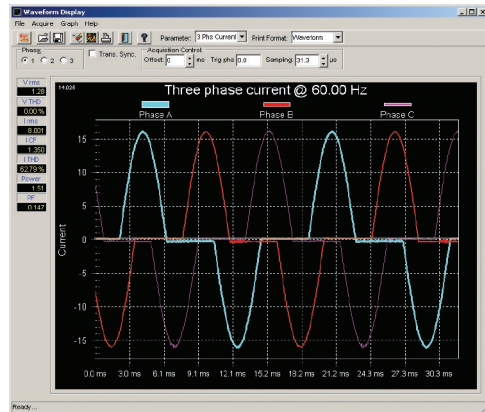 Waveform Display
File Acquire Graph Help
Parameter: 3 Phs Current Print Format: Waveform
Phase
1 2 3
Trans. Sync.
Acquisition Control
Offset: 0 ms Trig phs 0.0 Sampling: 31.3 µs
V rms
1.28
V THD
0.00 %
I rms
8.001
I CF
1.350
I THD
62.79 %
Power
1.51
PF
0.147
14.025
Three phase current @ 60.00 Hz
Phase A Phase B Phase C
15
10
5
0
-5
-10
-15
Current
0.0 ms 3.0 ms 6.1 ms 9.1 ms 12.1 ms 15.2 ms 18.2 ms 21.2 ms 24.3 ms 27.3 ms 30.3 ms
Ready...